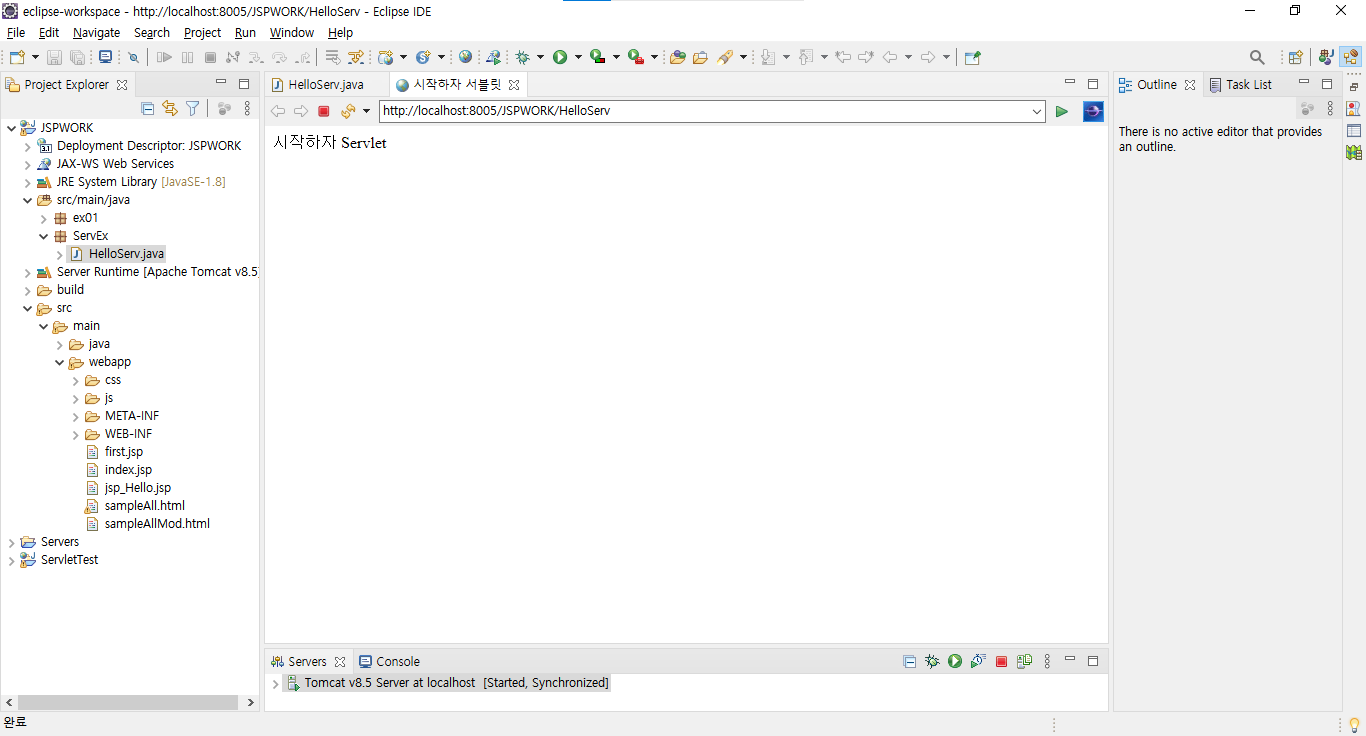 eclipse-workspace - http://localhost:8005/JSPWORK/HelloServ - Eclipse IDE
File Edit Navigate Search Project Run Window Help
Project Explorer
JSPWORK
Deployment Descriptor: JSPWORK
JAX-WS Web Services
JRE System Library [JavaSE-1.8]
src/main/java
ex01
ServEx
HelloServ.java
Server Runtime [Apache Tomcat v8.5]
build
src
main
java
webapp
css
js
META-INF
WEB-INF
first.jsp
index.jsp
jsp_Hello.jsp
sampleAll.html
sampleAllMod.html
Servers
ServletTest
HelloServ.java 시작하자 서블릿
http://localhost:8005/JSPWORK/HelloServ
시작하자 Servlet
Servers Console
Tomcat v8.5 Server at localhost [Started, Synchronized]
Outline Task List
There is no active editor that provides
an outline.
완료